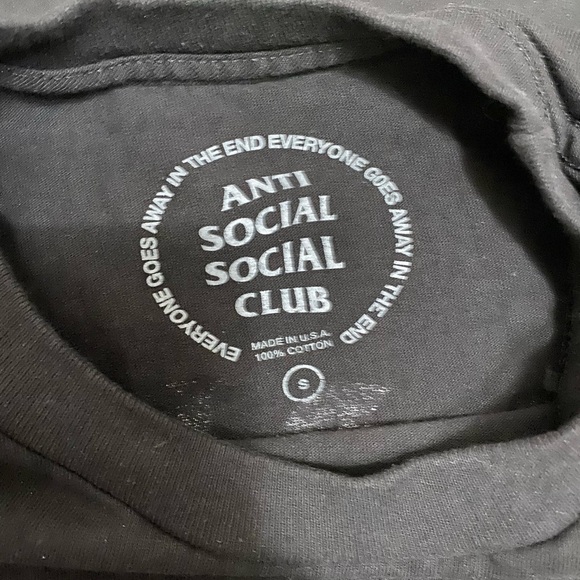 EVERYONE GOES AWAY IN THE END EVERYONE GOES AWAY IN THE END
ANTI
SOCIAL
SOCIAL
CLUB
MADE IN U.S.A.
100% COTTON
S